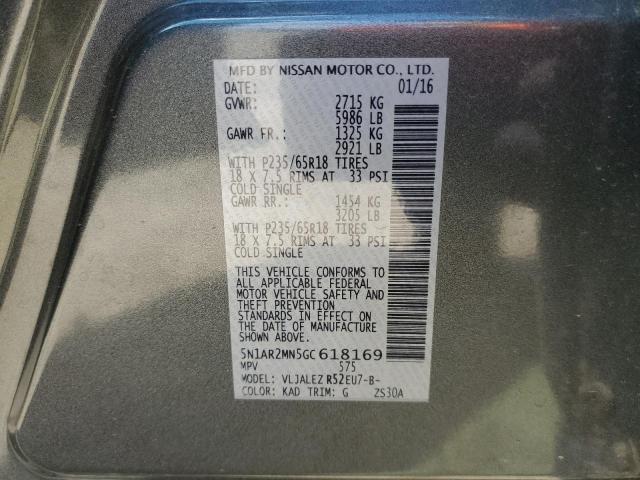 MFD BY NISSAN MOTOR CO., LTD.
DATE: 01/16
GVWR: 2715 KG
5986 LB
GAWR FR.: 1325 KG
2921 LB
WITH P235/65R18 TIRES
18 X 7.5 RIMS AT 33 PSI
COLD SINGLE
GAWR RR.: 1454 KG
3205 LB
WITH P235/65R18 TIRES
18 X 7.5 RIMS AT 33 PSI
COLD SINGLE
THIS VEHICLE CONFORMS TO
ALL APPLICABLE FEDERAL
MOTOR VEHICLE SAFETY AND
THEFT PREVENTION
STANDARDS IN EFFECT ON
THE DATE OF MANUFACTURE
SHOWN ABOVE.
5N1AR2MN5GC618169
MPV 575
MODEL: VLJALEZ R52EU7-B-
COLOR: KAD TRIM: G ZS30A